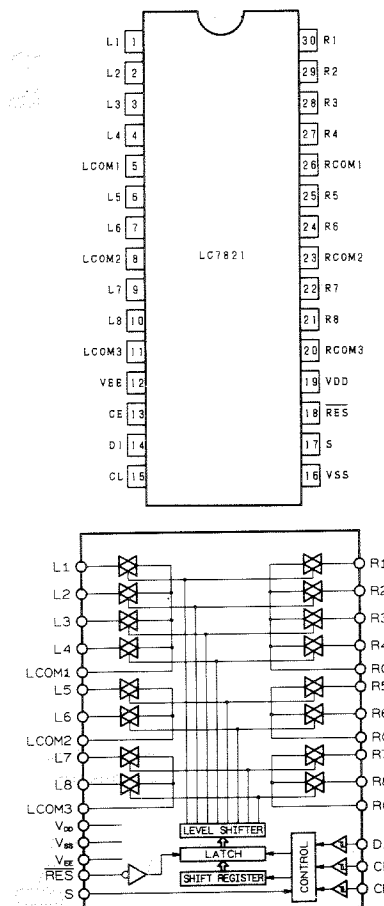 L1 1 30 R1
L2 2 29 R2
L3 3 28 R3
L4 4 27 R4
LCOM1 5 26 RCOM1
L5 6 25 R5
L6 7 24 R6
LC7821
LCOM2 8 23 RCOM2
L7 9 22 R7
L8 10 21 R8
LCOM3 11 20 RCOM3
VEE 12 19 VDD
CE 13 18 RES
DI 14 17 S
CL 15 16 VSS
L1 R1
L2 R2
L3 R3
L4 R4
LCOM1
L5 R5
L6 R6
LCOM2
L7 R7
L8 R8
LCOM3
VDD
LEVEL SHIFTER
VSS
LATCH
VEE
RES
SHIFT REGISTER
CONTROL
S